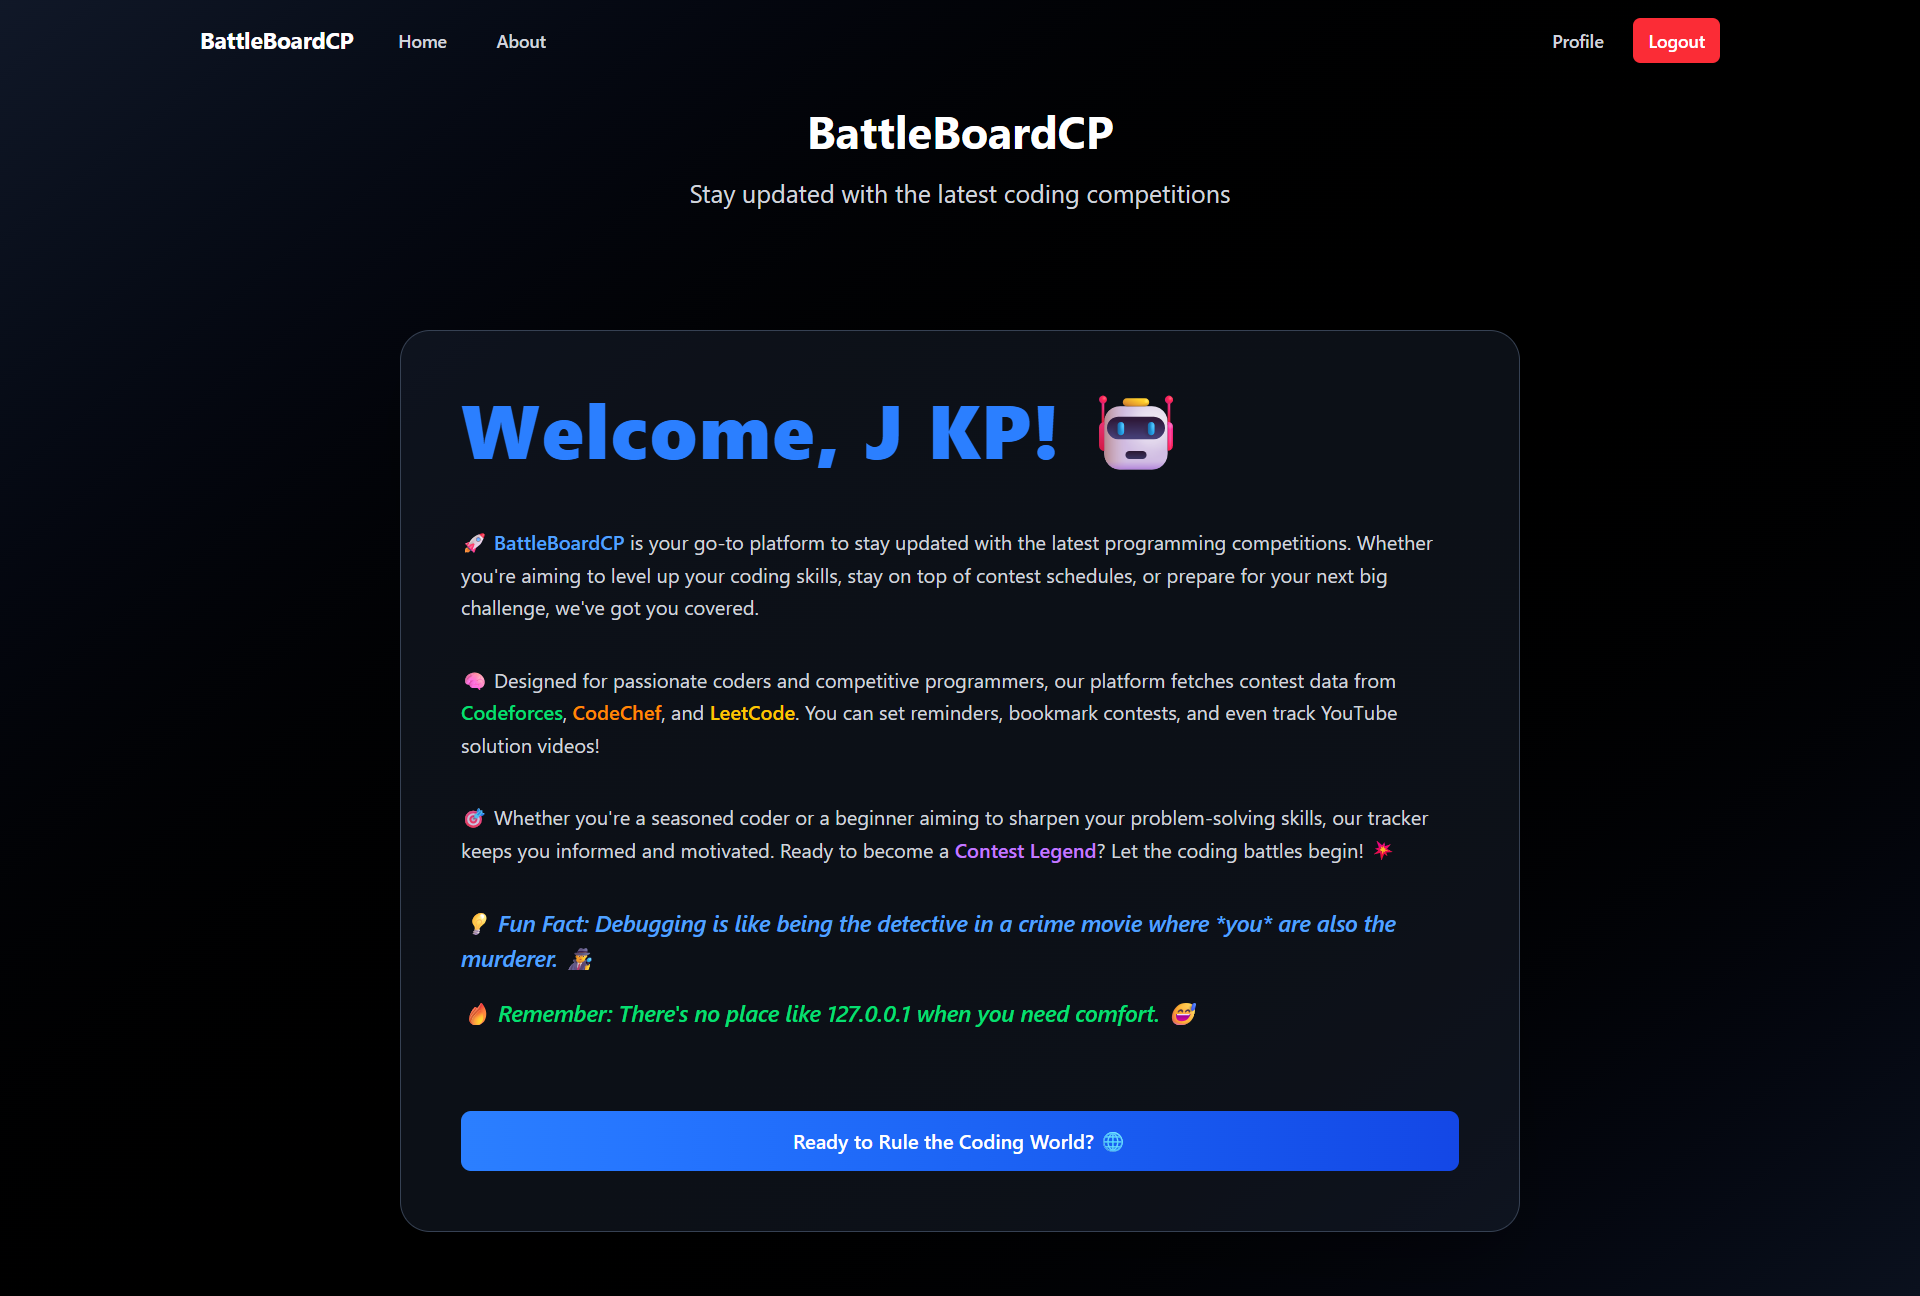 BattleBoardCP Home About Profile Logout
BattleBoardCP
Stay updated with the latest coding competitions
Welcome, J KP! 🤖
🚀 BattleBoardCP is your go-to platform to stay updated with the latest programming competitions. Whether
you're aiming to level up your coding skills, stay on top of contest schedules, or prepare for your next big
challenge, we've got you covered.
🧠 Designed for passionate coders and competitive programmers, our platform fetches contest data from
Codeforces, CodeChef, and LeetCode. You can set reminders, bookmark contests, and even track YouTube
solution videos!
🎯 Whether you're a seasoned coder or a beginner aiming to sharpen your problem-solving skills, our tracker
keeps you informed and motivated. Ready to become a Contest Legend? Let the coding battles begin! 💥
💡 Fun Fact: Debugging is like being the detective in a crime movie where *you* are also the
murderer. 🕵️
🔥 Remember: There's no place like 127.0.0.1 when you need comfort. 😅
Ready to Rule the Coding World? 🌐